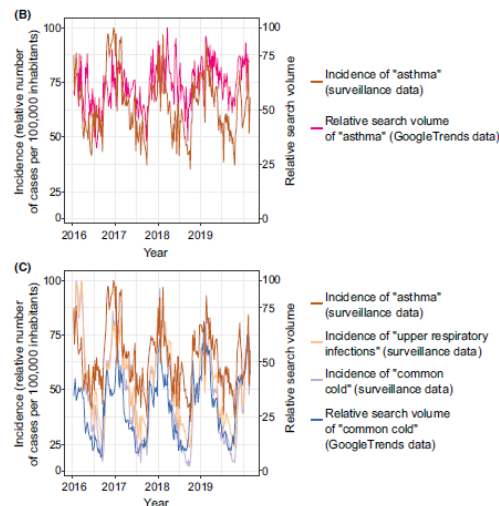 (B)
Incidence (relative number
of cases per 100,000 inhabitants)
100
75
50
25
0
100
75
50
25
0
Relative search volume
2016
2017
2018
2019
Year
Incidence of "asthma"
(surveillance data)
Relative search volume
of "asthma" (GoogleTrends data)
(C)
Incidence (relative number
of cases per 100,000 inhabitants)
100
75
50
25
0
100
75
50
25
0
Relative search volume
2016
2017
2018
2019
Year
Incidence of "asthma"
(surveillance data)
Incidence of "upper respiratory
infections" (surveillance data)
Incidence of "common
cold" (surveillance data)
Relative search volume
of "common cold"
(GoogleTrends data)